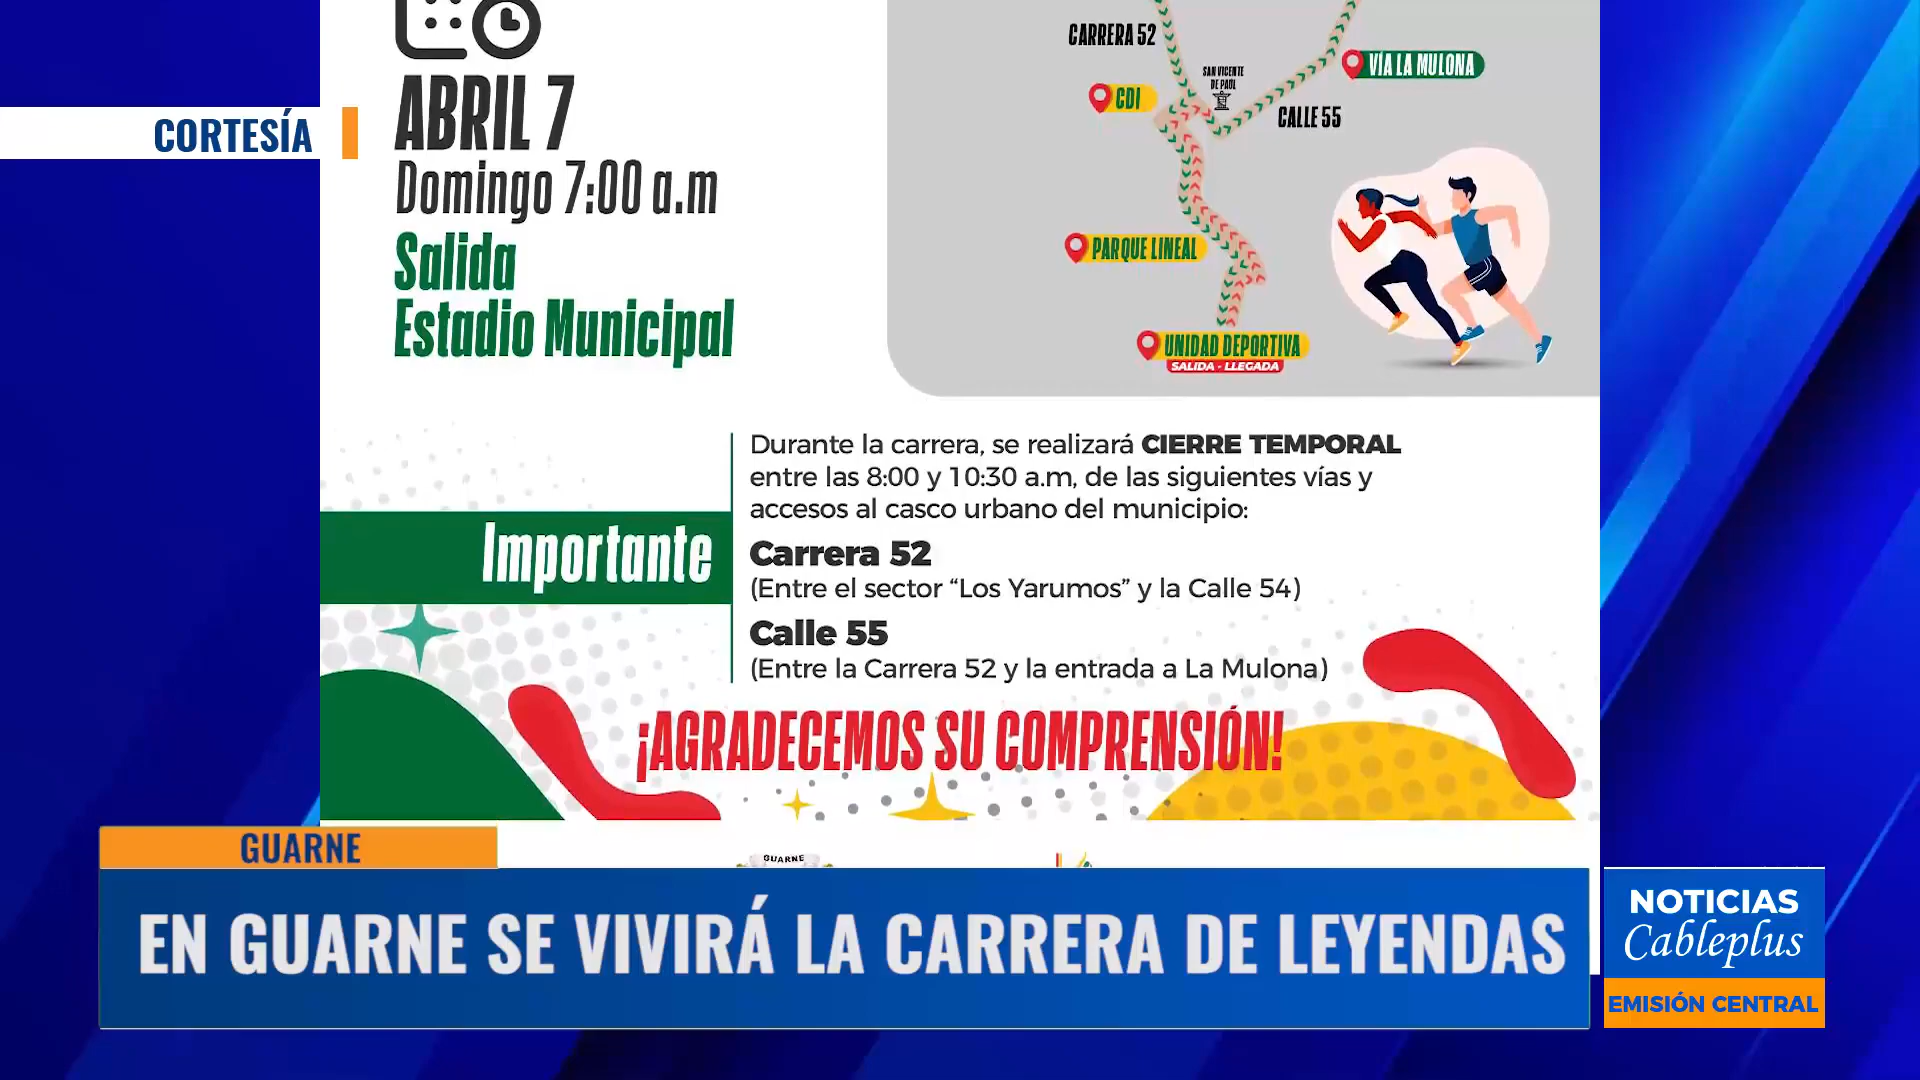 CORTESÍA
ABRIL 7
Domingo 7:00 a.m
Salida
Estadio Municipal
CARRERA 52
VÍA LA MULONA
SAN VICENTE
DE PAÚL
CDI
CALLE 55
PARQUE LINEAL
UNIDAD DEPORTIVA
SALIDA - LLEGADA
Importante
Durante la carrera, se realizará CIERRE TEMPORAL
entre las 8:00 y 10:30 a.m, de las siguientes vías y
accesos al casco urbano del municipio:
Carrera 52
(Entre el sector “Los Yarumos” y la Calle 54)
Calle 55
(Entre la Carrera 52 y la entrada a La Mulona)
¡AGRADECEMOS SU COMPRENSIÓN!
GUARNE
GUARNE
EN GUARNE SE VIVIRÁ LA CARRERA DE LEYENDAS
NOTICIAS
Cableplus
EMISIÓN CENTRAL